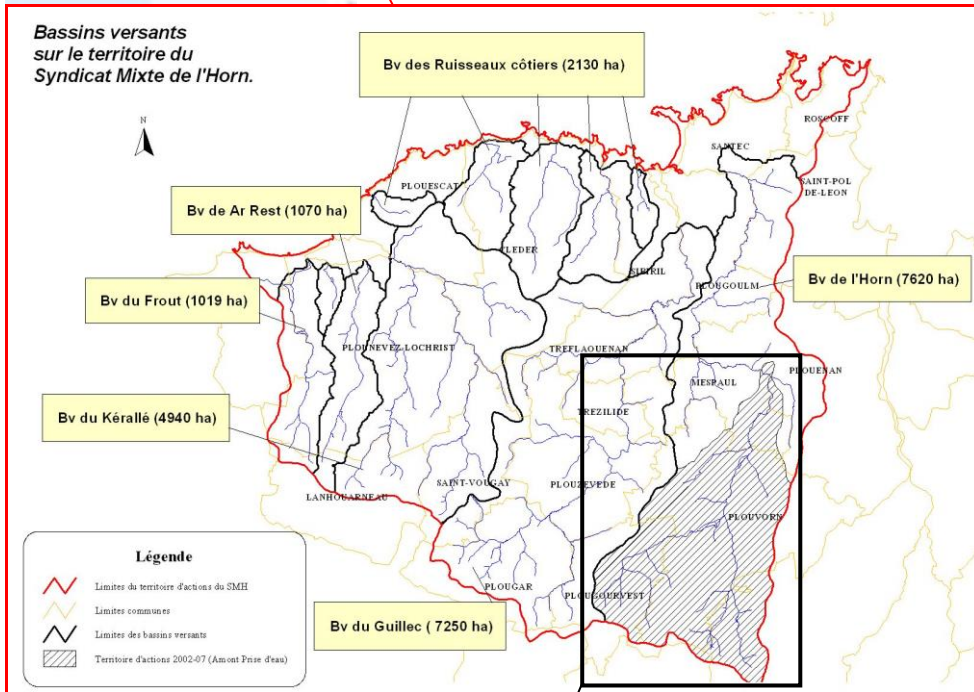 Bassins versants
sur le territoire du
Syndicat Mixte de l'Horn.
Bv des Ruisseaux côtiers (2130 ha)
N
ROSCOFF
SANTEC
SAINT-POL
DE-LEON
PLOUESCAT
Bv de Ar Rest (1070 ha)
CLEDER
SIBIRIL
Bv de l'Horn (7620 ha)
PLOUGOULM
Bv du Frout (1019 ha)
PLOUNEVEZ-LOCHRIST
TREFLAOUENAN
PLOUENAN
MESPAUL
TREZILIDE
Bv du Kérallé (4940 ha)
SAINT-VOUGAY
PLOUZEVEDE
LANHOUARNEAU
PLOUVORN
PLOUGAR
PLOUGOURVEST
Bv du Guillec ( 7250 ha)
Légende
Limites du territoire d'actions du SMH
Limites communes
Limites des bassins versants
Territoire d'actions 2002-07 (Amont Prise d'eau)